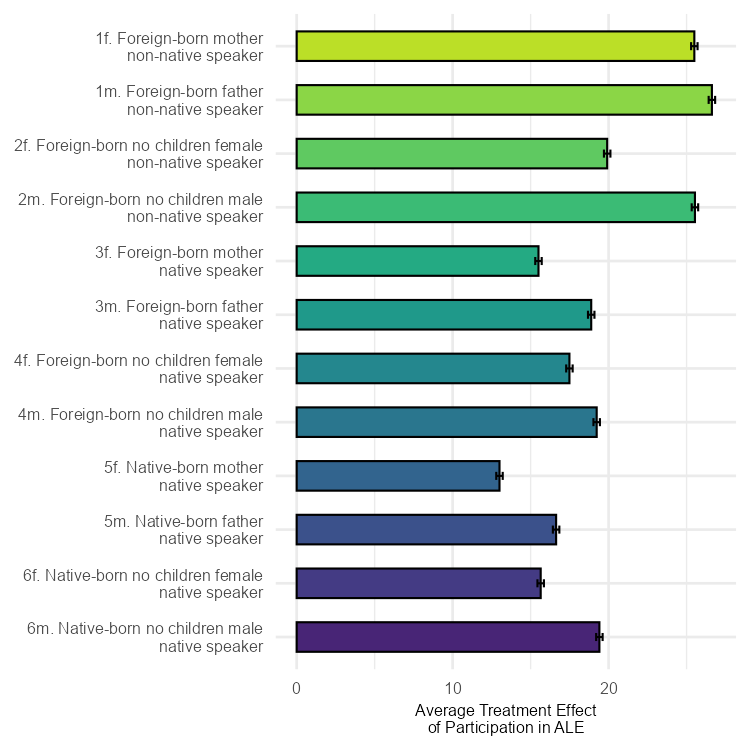 1f. Foreign-born mother
non-native speaker
1m. Foreign-born father
non-native speaker
2f. Foreign-born no children female
non-native speaker
2m. Foreign-born no children male
non-native speaker
3f. Foreign-born mother
native speaker
3m. Foreign-born father
native speaker
4f. Foreign-born no children female
native speaker
4m. Foreign-born no children male
native speaker
5f. Native-born mother
native speaker
5m. Native-born father
native speaker
6f. Native-born no children female
native speaker
6m. Native-born no children male
native speaker
0 10 20
Average Treatment Effect
of Participation in ALE